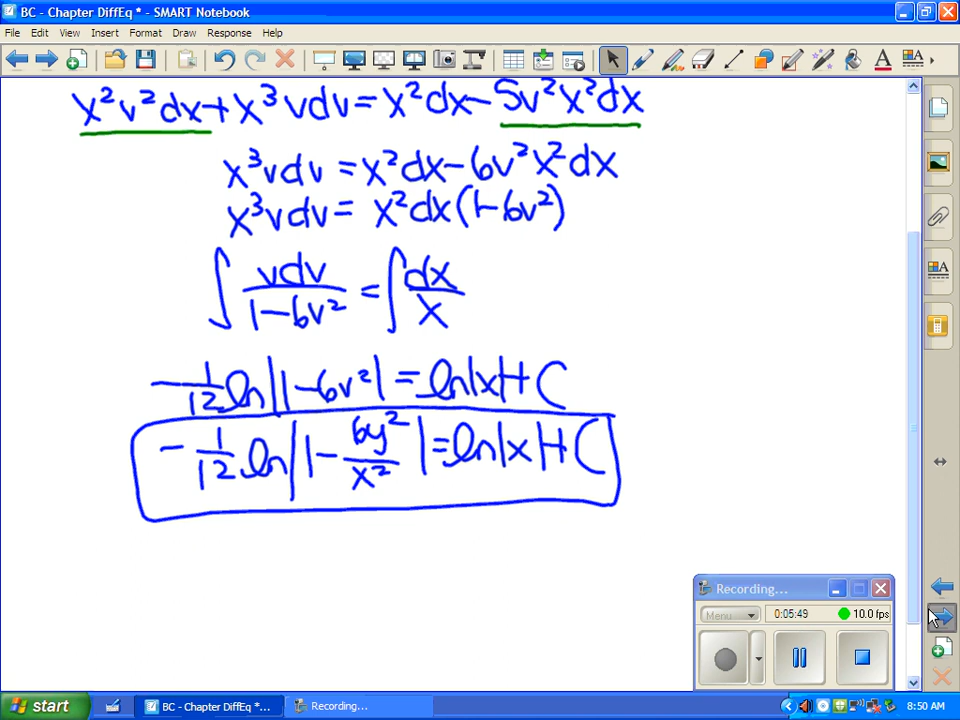 BC - Chapter DiffEq * - SMART Notebook
File Edit View Insert Format Draw Response Help
x²v²dx+x³vdv=x²dx-5v²x²dx
x³vdv=x²dx-6v²x²dx
x³vdv=x²dx(1-6v²)
∫vdv/(1-6v²)=∫dx/x
-1/12 ln|1-6v²|=ln|x|+C
-1/12 ln|1-6y²/x²|=ln|x|+C
Recording...
Menu 0:05:49 10.0 fps
start BC - Chapter DiffEq *... Recording... 8:50 AM